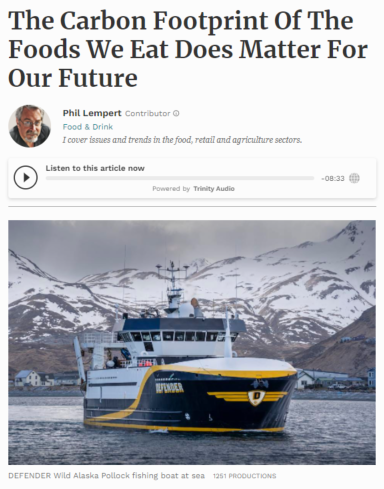 The Carbon Footprint Of The
Foods We Eat Does Matter For
Our Future
Phil Lempert Contributor
Food & Drink
I cover issues and trends in the food, retail and agriculture sectors.
Listen to this article now
-08:33
Powered by Trinity Audio
DEFENDER
D
DEFENDER Wild Alaska Pollock fishing boat at sea 1251 PRODUCTIONS